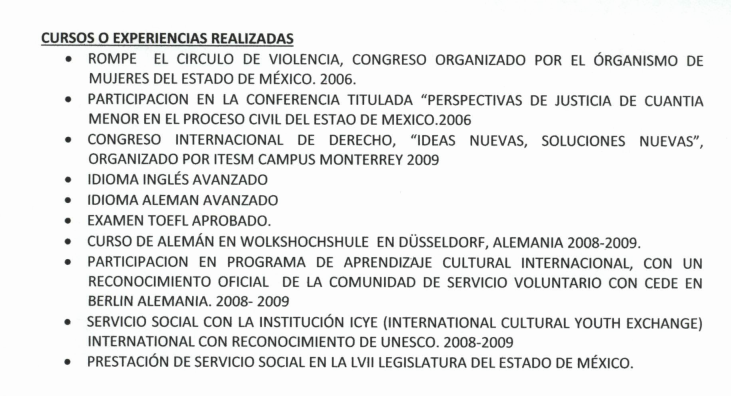 CURSOS O EXPERIENCIAS REALIZADAS
• ROMPE EL CIRCULO DE VIOLENCIA, CONGRESO ORGANIZADO POR EL ÓRGANISMO DE
MUJERES DEL ESTADO DE MÉXICO. 2006.
• PARTICIPACION EN LA CONFERENCIA TITULADA “PERSPECTIVAS DE JUSTICIA DE CUANTIA
MENOR EN EL PROCESO CIVIL DEL ESTAO DE MEXICO.2006
• CONGRESO INTERNACIONAL DE DERECHO, “IDEAS NUEVAS, SOLUCIONES NUEVAS”,
ORGANIZADO POR ITESM CAMPUS MONTERREY 2009
• IDIOMA INGLÉS AVANZADO
• IDIOMA ALEMAN AVANZADO
• EXAMEN TOEFL APROBADO.
• CURSO DE ALEMÁN EN WOLKSHOCHSHULE EN DÜSSELDORF, ALEMANIA 2008-2009.
• PARTICIPACION EN PROGRAMA DE APRENDIZAJE CULTURAL INTERNACIONAL, CON UN
RECONOCIMIENTO OFICIAL DE LA COMUNIDAD DE SERVICIO VOLUNTARIO CON CEDE EN
BERLIN ALEMANIA. 2008- 2009
• SERVICIO SOCIAL CON LA INSTITUCIÓN ICYE (INTERNATIONAL CULTURAL YOUTH EXCHANGE)
INTERNATIONAL CON RECONOCIMIENTO DE UNESCO. 2008-2009
• PRESTACIÓN DE SERVICIO SOCIAL EN LA LVII LEGISLATURA DEL ESTADO DE MÉXICO.